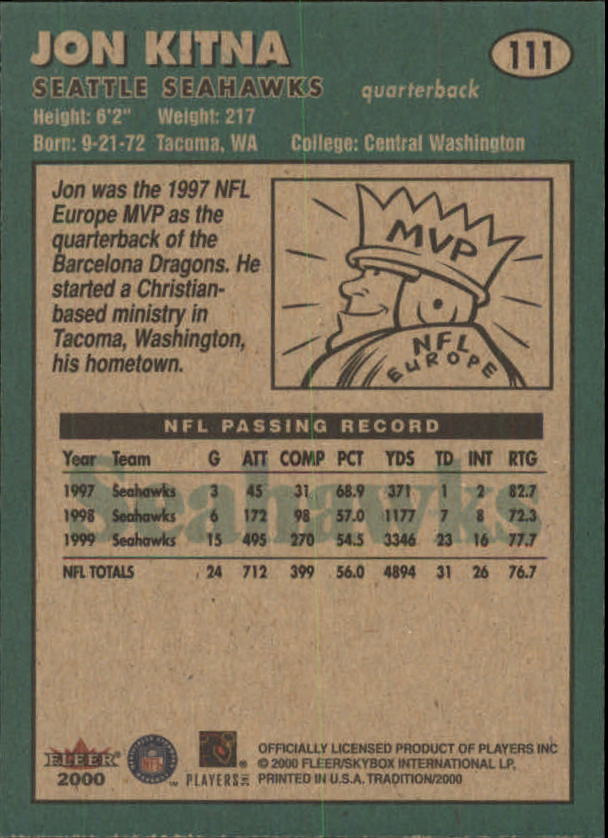 JON KITNA
111
SEATTLE SEAHAWKS quarterback
Height: 6'2" Weight: 217
Born: 9-21-72 Tacoma, WA College: Central Washington
Jon was the 1997 NFL
Europe MVP as the
quarterback of the
Barcelona Dragons. He
started a Christian-
based ministry in
Tacoma, Washington,
his hometown.
MVP
NFL
EUROPE
NFL PASSING RECORD
Year Team G ATT COMP PCT YDS TD INT RTG
1997 Seahawks 3 45 31 68.9 371 1 2 82.7
1998 Seahawks 6 172 98 57.0 1177 7 8 72.3
1999 Seahawks 15 495 270 54.5 3346 23 16 77.7
NFL TOTALS 24 712 399 56.0 4894 31 26 76.7
Seahawks
FLEER
2000
NFL
PLAYERS INC
OFFICIALLY LICENSED PRODUCT OF PLAYERS INC
© 2000 FLEER/SKYBOX INTERNATIONAL LP,
PRINTED IN U.S.A. TRADITION/2000